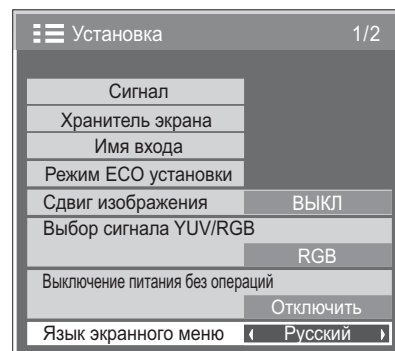 Установка 1/2
Сигнал
Хранитель экрана
Имя входа
Режим ECO установки
Сдвиг изображения ВЫКЛ
Выбор сигнала YUV/RGB
RGB
Выключение питания без операций
Отключить
Язык экранного меню Русский